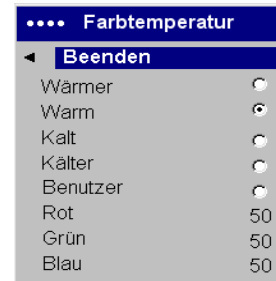 •••• Farbtemperatur
Beenden
Wärmer
Warm
Kalt
Kälter
Benutzer
Rot 50
Grün 50
Blau 50